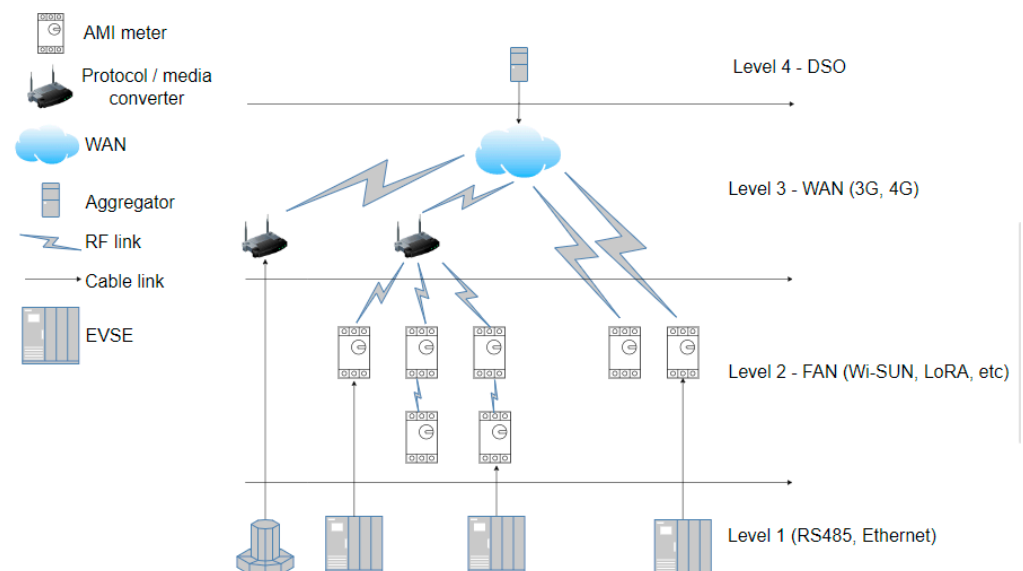 AMI meter
Protocol / media
converter
WAN
Aggregator
RF link
Cable link
EVSE
Level 4 - DSO
Level 3 - WAN (3G, 4G)
Level 2 - FAN (Wi-SUN, LoRA, etc)
Level 1 (RS485, Ethernet)